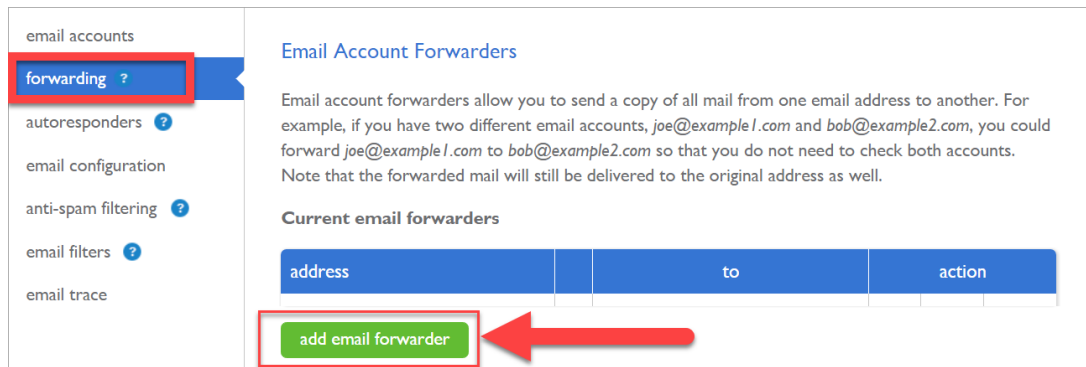 email accounts
forwarding ?
autoresponders ?
email configuration
anti-spam filtering ?
email filters ?
email trace
Email Account Forwarders
Email account forwarders allow you to send a copy of all mail from one email address to another. For
example, if you have two different email accounts, joe@example1.com and bob@example2.com, you could
forward joe@example1.com to bob@example2.com so that you do not need to check both accounts.
Note that the forwarded mail will still be delivered to the original address as well.
Current email forwarders
address to action
add email forwarder